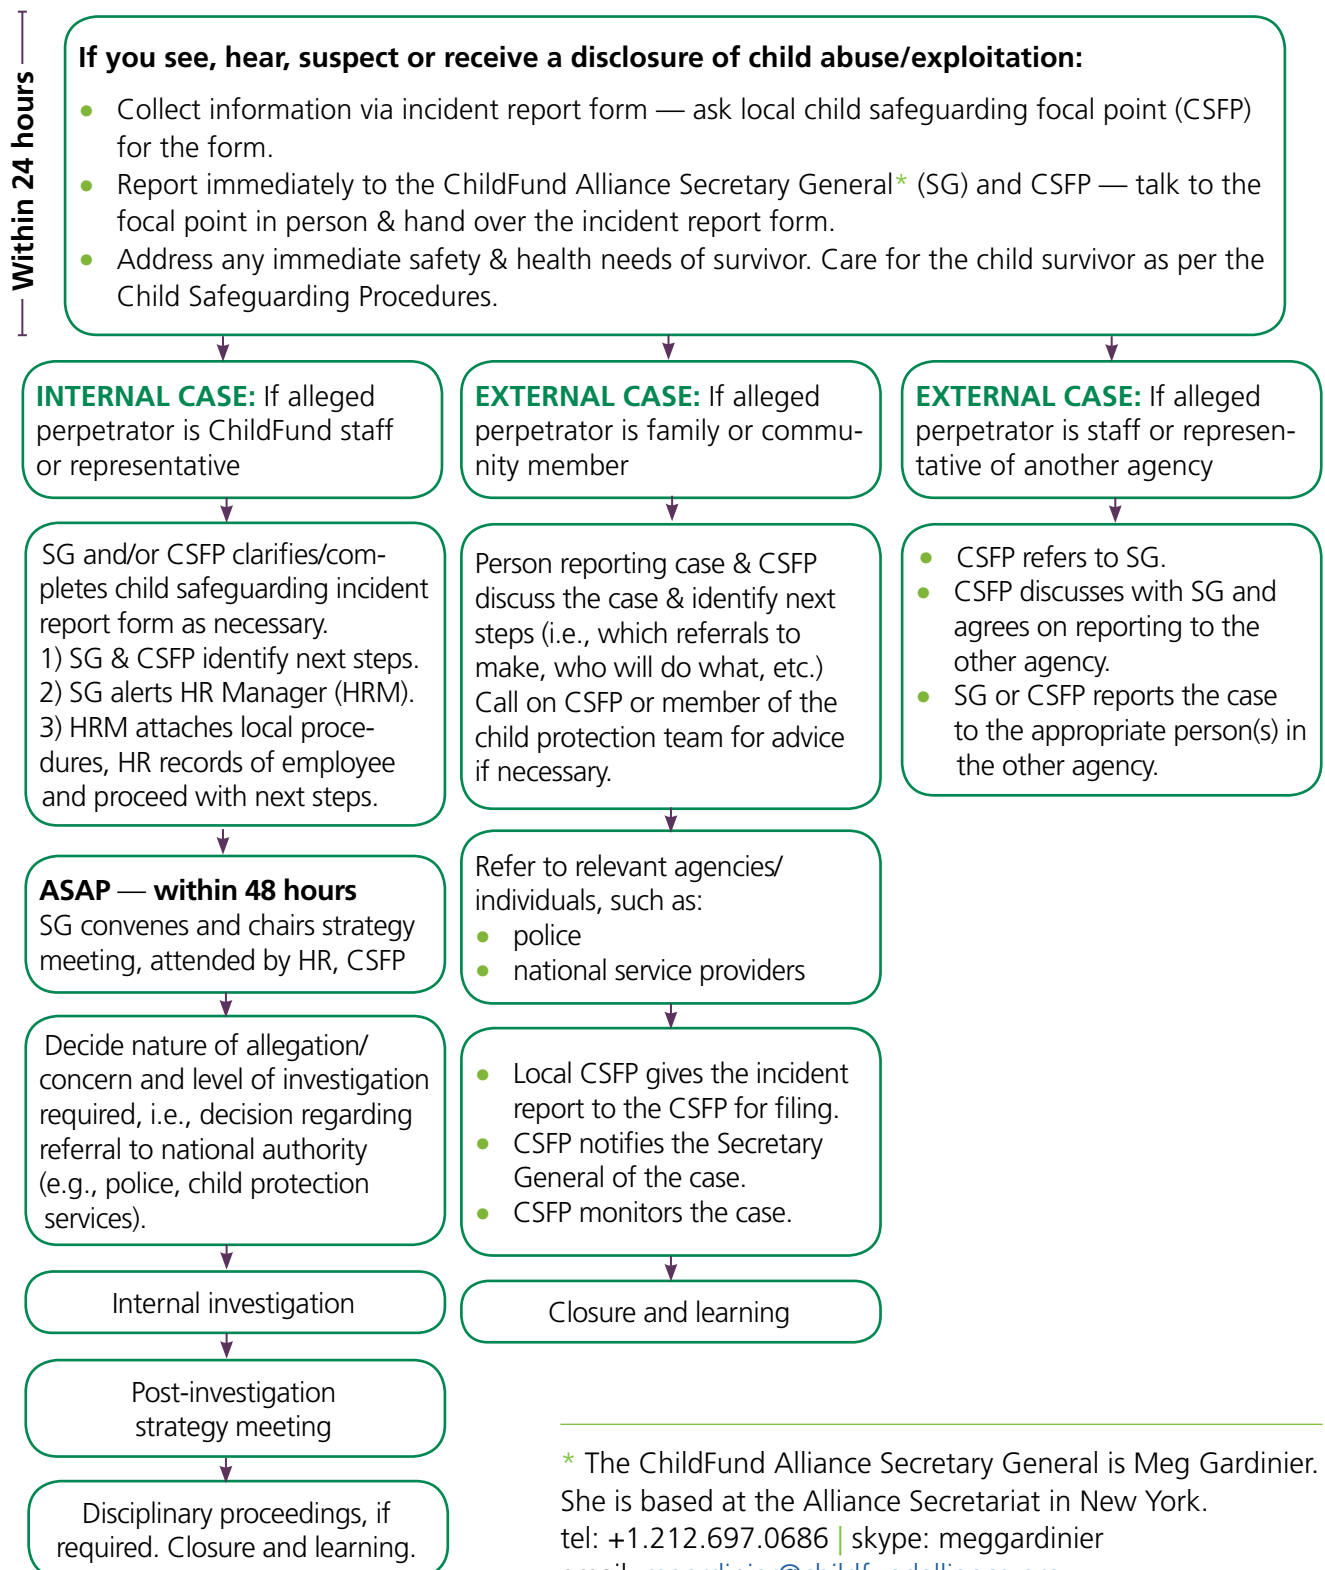 Within 24 hours
If you see, hear, suspect or receive a disclosure of child abuse/exploitation:
• Collect information via incident report form — ask local child safeguarding focal point (CSFP)
for the form.
• Report immediately to the ChildFund Alliance Secretary General* (SG) and CSFP — talk to the
focal point in person & hand over the incident report form.
• Address any immediate safety & health needs of survivor. Care for the child survivor as per the
Child Safeguarding Procedures.
INTERNAL CASE: If alleged
perpetrator is ChildFund staff
or representative
SG and/or CSFP clarifies/com-
pletes child safeguarding incident
report form as necessary.
1) SG & CSFP identify next steps.
2) SG alerts HR Manager (HRM).
3) HRM attaches local proce-
dures, HR records of employee
and proceed with next steps.
ASAP — within 48 hours
SG convenes and chairs strategy
meeting, attended by HR, CSFP
Decide nature of allegation/
concern and level of investigation
required, i.e., decision regarding
referral to national authority
(e.g., police, child protection
services).
Internal investigation
Post-investigation
strategy meeting
Disciplinary proceedings, if
required. Closure and learning.
EXTERNAL CASE: If alleged
perpetrator is family or commu-
nity member
Person reporting case & CSFP
discuss the case & identify next
steps (i.e., which referrals to
make, who will do what, etc.)
Call on CSFP or member of the
child protection team for advice
if necessary.
Refer to relevant agencies/
individuals, such as:
• police
• national service providers
• Local CSFP gives the incident
report to the CSFP for filing.
• CSFP notifies the Secretary
General of the case.
• CSFP monitors the case.
Closure and learning
EXTERNAL CASE: If alleged
perpetrator is staff or represen-
tative of another agency
• CSFP refers to SG.
• CSFP discusses with SG and
agrees on reporting to the
other agency.
• SG or CSFP reports the case
to the appropriate person(s) in
the other agency.
* The ChildFund Alliance Secretary General is Meg Gardinier.
She is based at the Alliance Secretariat in New York.
tel: +1.212.697.0686 | skype: meggardinier